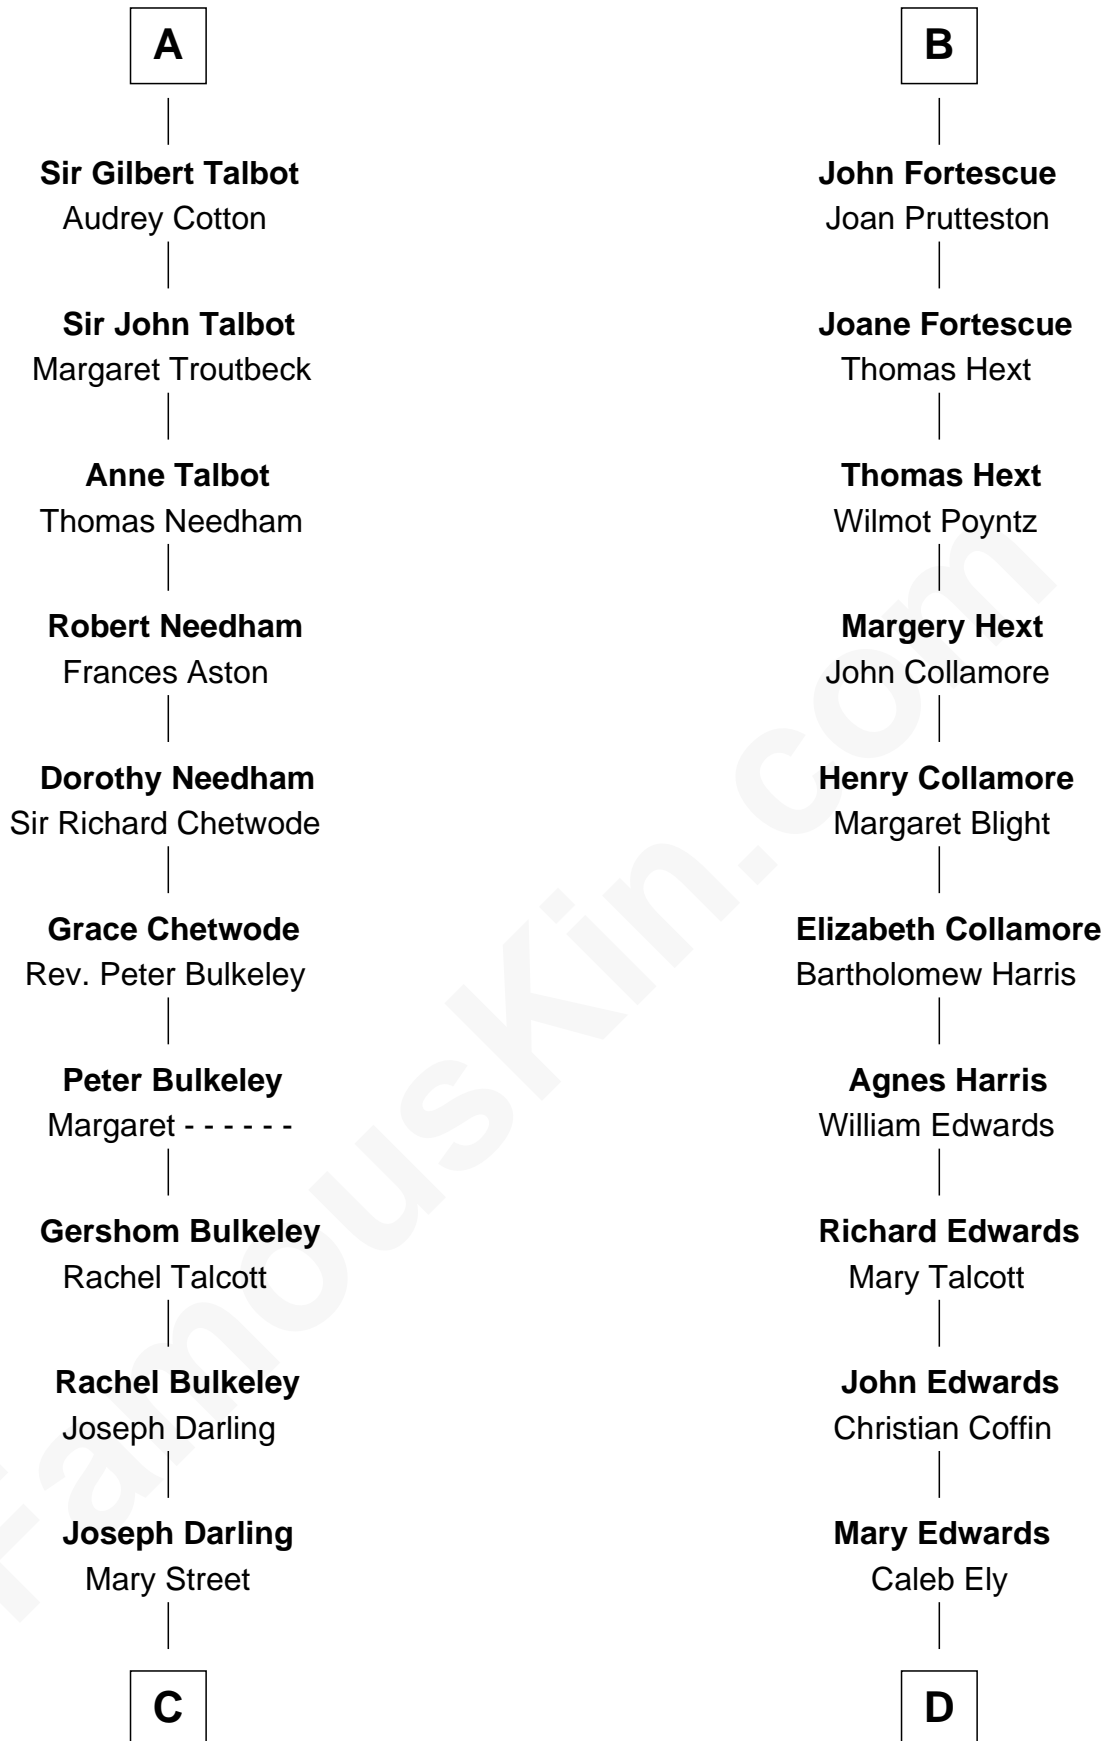 A
Sir Gilbert Talbot
Audrey Cotton
Sir John Talbot
Margaret Troutbeck
Anne Talbot
Thomas Needham
Robert Needham
Frances Aston
Dorothy Needham
Sir Richard Chetwode
Grace Chetwode
Rev. Peter Bulkeley
Peter Bulkeley
Margaret - - - - - -
Gershom Bulkeley
Rachel Talcott
Rachel Bulkeley
Joseph Darling
Joseph Darling
Mary Street
C
B
John Fortescue
Joan Prutteston
Joane Fortescue
Thomas Hext
Thomas Hext
Wilmot Poyntz
Margery Hext
John Collamore
Henry Collamore
Margaret Blight
Elizabeth Collamore
Bartholomew Harris
Agnes Harris
William Edwards
Richard Edwards
Mary Talcott
John Edwards
Christian Coffin
Mary Edwards
Caleb Ely
D
FamousKin.com